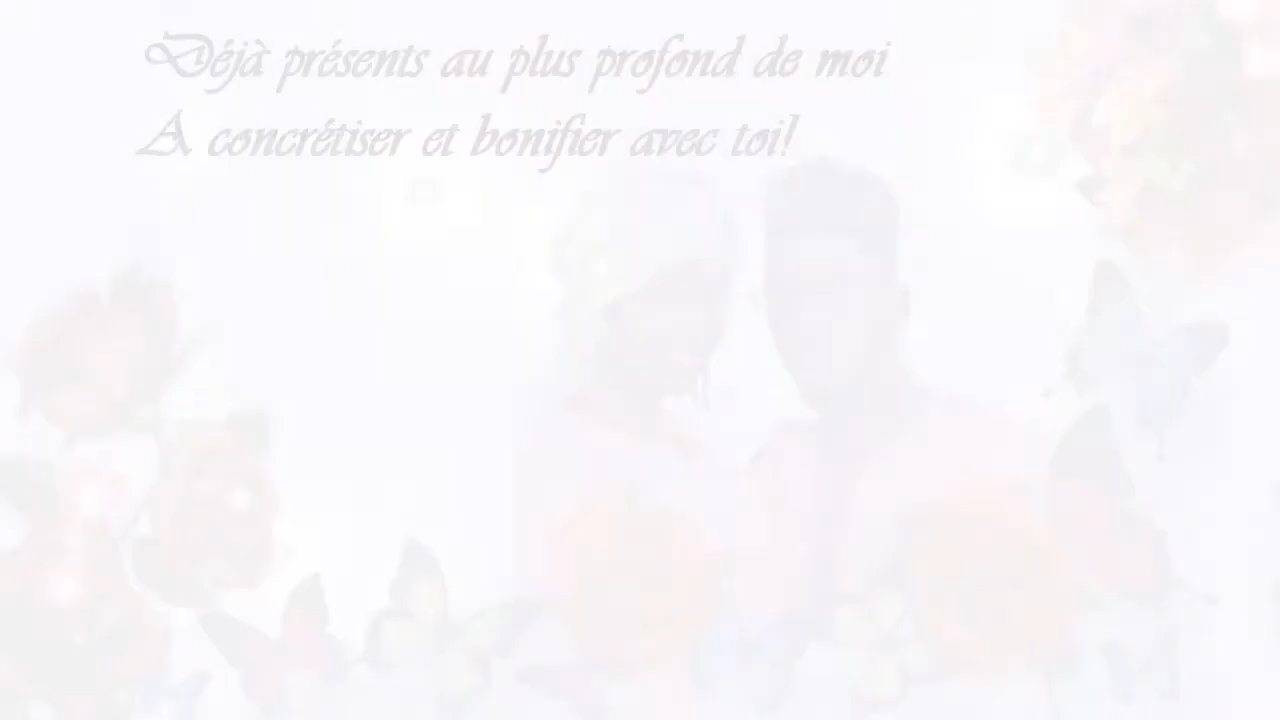 Déjà présents au plus profond de moi
A concrétiser et bonifier avec toi!